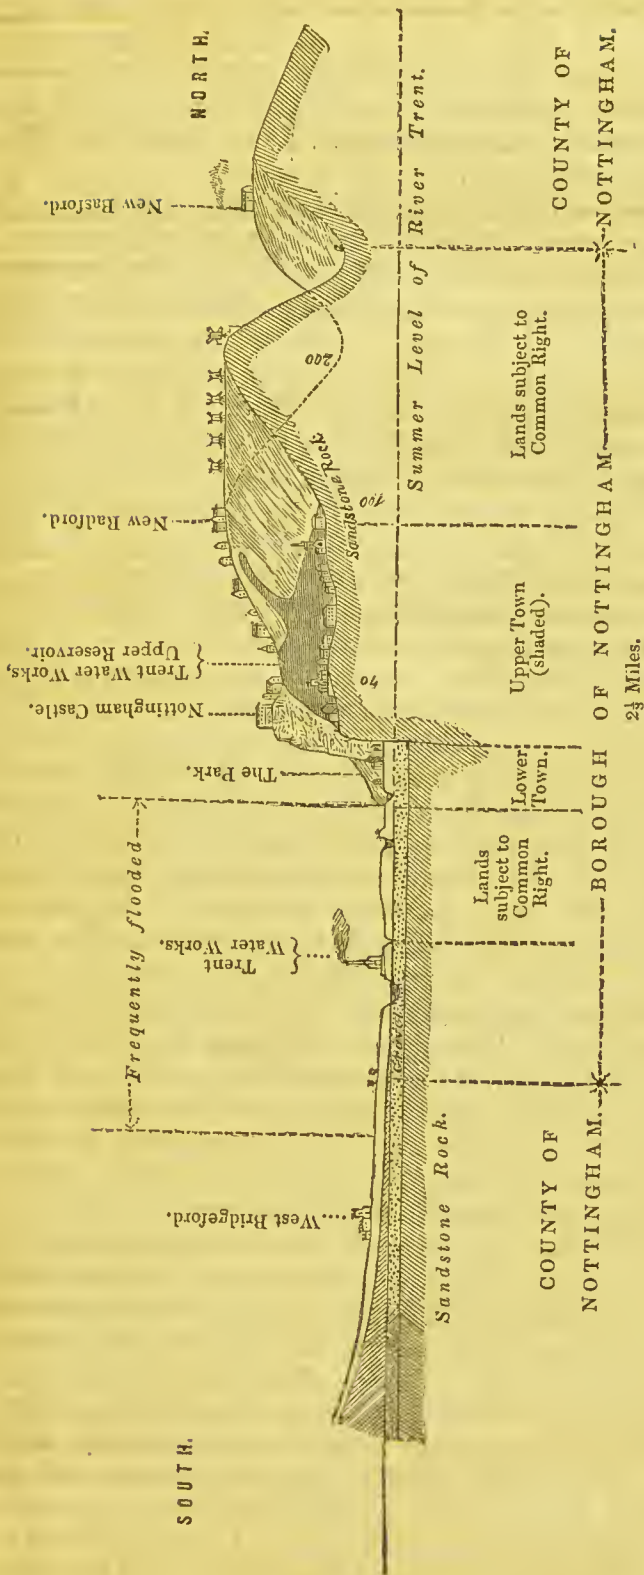 SOUTH.
NORTH.
Frequently flooded
West Bridgeford.
Trent
Water Works.
The Park.
Nottingham Castle.
Trent Water Works,
Upper Reservoir.
New Radford.
New Basford.
40
100
200
Sandstone Rock.
Gravel
Summer Level of River Trent.
Sandstone Rock.
Lands
subject to
Common
Right.
Lower
Town.
Upper Town
(shaded).
Lands subject to
Common Right.
COUNTY OF
NOTTINGHAM.
BOROUGH OF NOTTINGHAM
2⅓ Miles.
COUNTY OF
NOTTINGHAM.